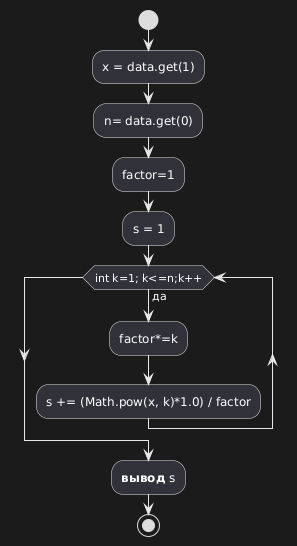 x = data.get(1)
n= data.get(0)
factor=1
s = 1
int k=1; k<=n;k++
да
factor*=k
s += (Math.pow(x, k)*1.0) / factor
вывод s